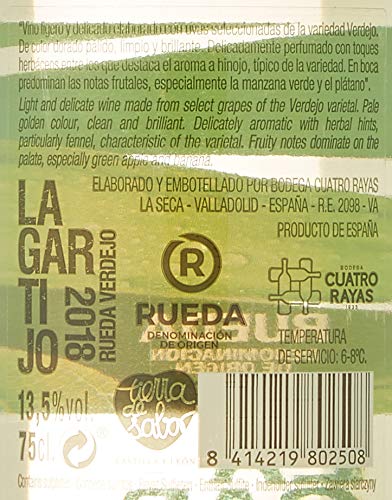 "Vino ligero y delicado elaborado con uvas seleccionadas de la variedad Verdejo.
De color dorado pálido, limpio y brillante. Delicadamente perfumado con toques
herbáceos entre los que destaca el aroma a hinojo, típico de la variedad. En boca
predominan las notas frutales, especialmente la manzana verde y el plátano"
Light and delicate wine made from select grapes of the Verdejo varietal. Pale
golden colour, clean and brilliant. Delicately aromatic with herbal hints,
particularly fennel, characteristic of the varietal. Fruity notes dominate on the
palate, especially green apple and banana.
ELABORADO Y EMBOTELLADO POR BODEGA CUATRO RAYAS
LA SECA - VALLADOLID - ESPAÑA - R.E. 2098 - VA
PRODUCTO DE ESPAÑA
LA
GAR
TI
JO
2018
RUEDA VERDEJO
R
RUEDA
DENOMINACIÓN
DE ORIGEN
BODEGA
CUATRO
RAYAS
1935
TEMPERATURA
DE SERVICIO: 6-8ºC.
13,5%vol.
75cl.
tierra
de
sabor
CASTILLA Y LEÓN
8 414219 802508